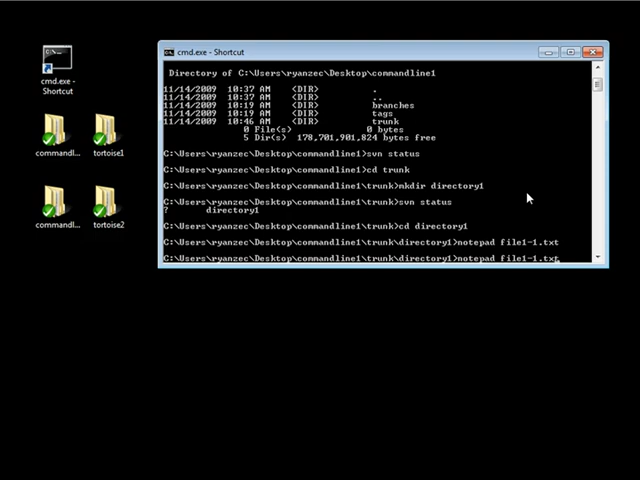 cmd.exe -
Shortcut
commandl...
tortoise1
commandl...
tortoise2
cmd.exe - Shortcut
Directory of C:\Users\ryanzec\Desktop\commandline1
11/14/2009  10:37 AM    <DIR>          .
11/14/2009  10:37 AM    <DIR>          ..
11/14/2009  10:19 AM    <DIR>          branches
11/14/2009  10:19 AM    <DIR>          tags
11/14/2009  10:46 AM    <DIR>          trunk
0 File(s)              0 bytes
5 Dir(s)  178,701,901,824 bytes free
C:\Users\ryanzec\Desktop\commandline1>svn status
C:\Users\ryanzec\Desktop\commandline1>cd trunk
C:\Users\ryanzec\Desktop\commandline1\trunk>mkdir directory1
C:\Users\ryanzec\Desktop\commandline1\trunk>svn status
?       directory1
C:\Users\ryanzec\Desktop\commandline1\trunk>cd directory1
C:\Users\ryanzec\Desktop\commandline1\trunk\directory1>notepad file1-1.txt
C:\Users\ryanzec\Desktop\commandline1\trunk\directory1>notepad file1-1.txt